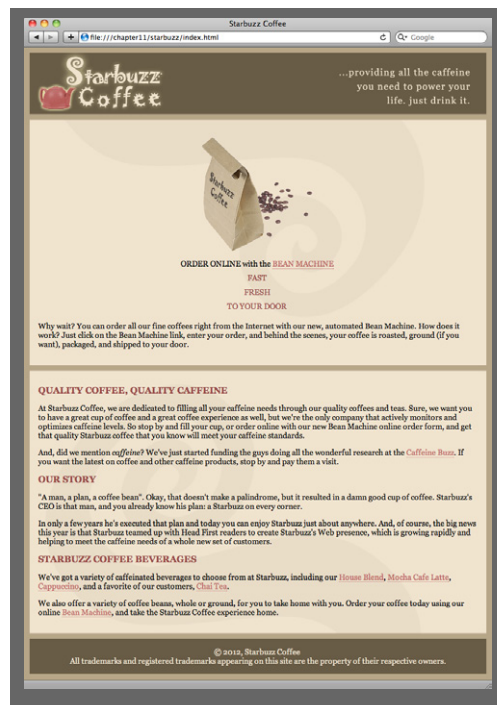 Starbuzz Coffee
file:///chapter11/starbuzz/index.html
Google
Starbuzz
Coffee
...providing all the caffeine
you need to power your
life. just drink it.
Starbuzz
Coffee
ORDER ONLINE with the BEAN MACHINE
FAST
FRESH
TO YOUR DOOR
Why wait? You can order all our fine coffees right from the Internet with our new, automated Bean Machine. How does it
work? Just click on the Bean Machine link, enter your order, and behind the scenes, your coffee is roasted, ground (if you
want), packaged, and shipped to your door.
QUALITY COFFEE, QUALITY CAFFEINE
At Starbuzz Coffee, we are dedicated to filling all your caffeine needs through our quality coffees and teas. Sure, we want you
to have a great cup of coffee and a great coffee experience as well, but we're the only company that actively monitors and
optimizes caffeine levels. So stop by and fill your cup, or order online with our new Bean Machine online order form, and get
that quality Starbuzz coffee that you know will meet your caffeine standards.
And, did we mention caffeine? We've just started funding the guys doing all the wonderful research at the Caffeine Buzz. If
you want the latest on coffee and other caffeine products, stop by and pay them a visit.
OUR STORY
"A man, a plan, a coffee bean". Okay, that doesn't make a palindrome, but it resulted in a damn good cup of coffee. Starbuzz's
CEO is that man, and you already know his plan: a Starbuzz on every corner.
In only a few years he's executed that plan and today you can enjoy Starbuzz just about anywhere. And, of course, the big news
this year is that Starbuzz teamed up with Head First readers to create Starbuzz's Web presence, which is growing rapidly and
helping to meet the caffeine needs of a whole new set of customers.
STARBUZZ COFFEE BEVERAGES
We've got a variety of caffeinated beverages to choose from at Starbuzz, including our House Blend, Mocha Cafe Latte,
Cappuccino, and a favorite of our customers, Chai Tea.
We also offer a variety of coffee beans, whole or ground, for you to take home with you. Order your coffee today using our
online Bean Machine, and take the Starbuzz Coffee experience home.
© 2012, Starbuzz Coffee
All trademarks and registered trademarks appearing on this site are the property of their respective owners.